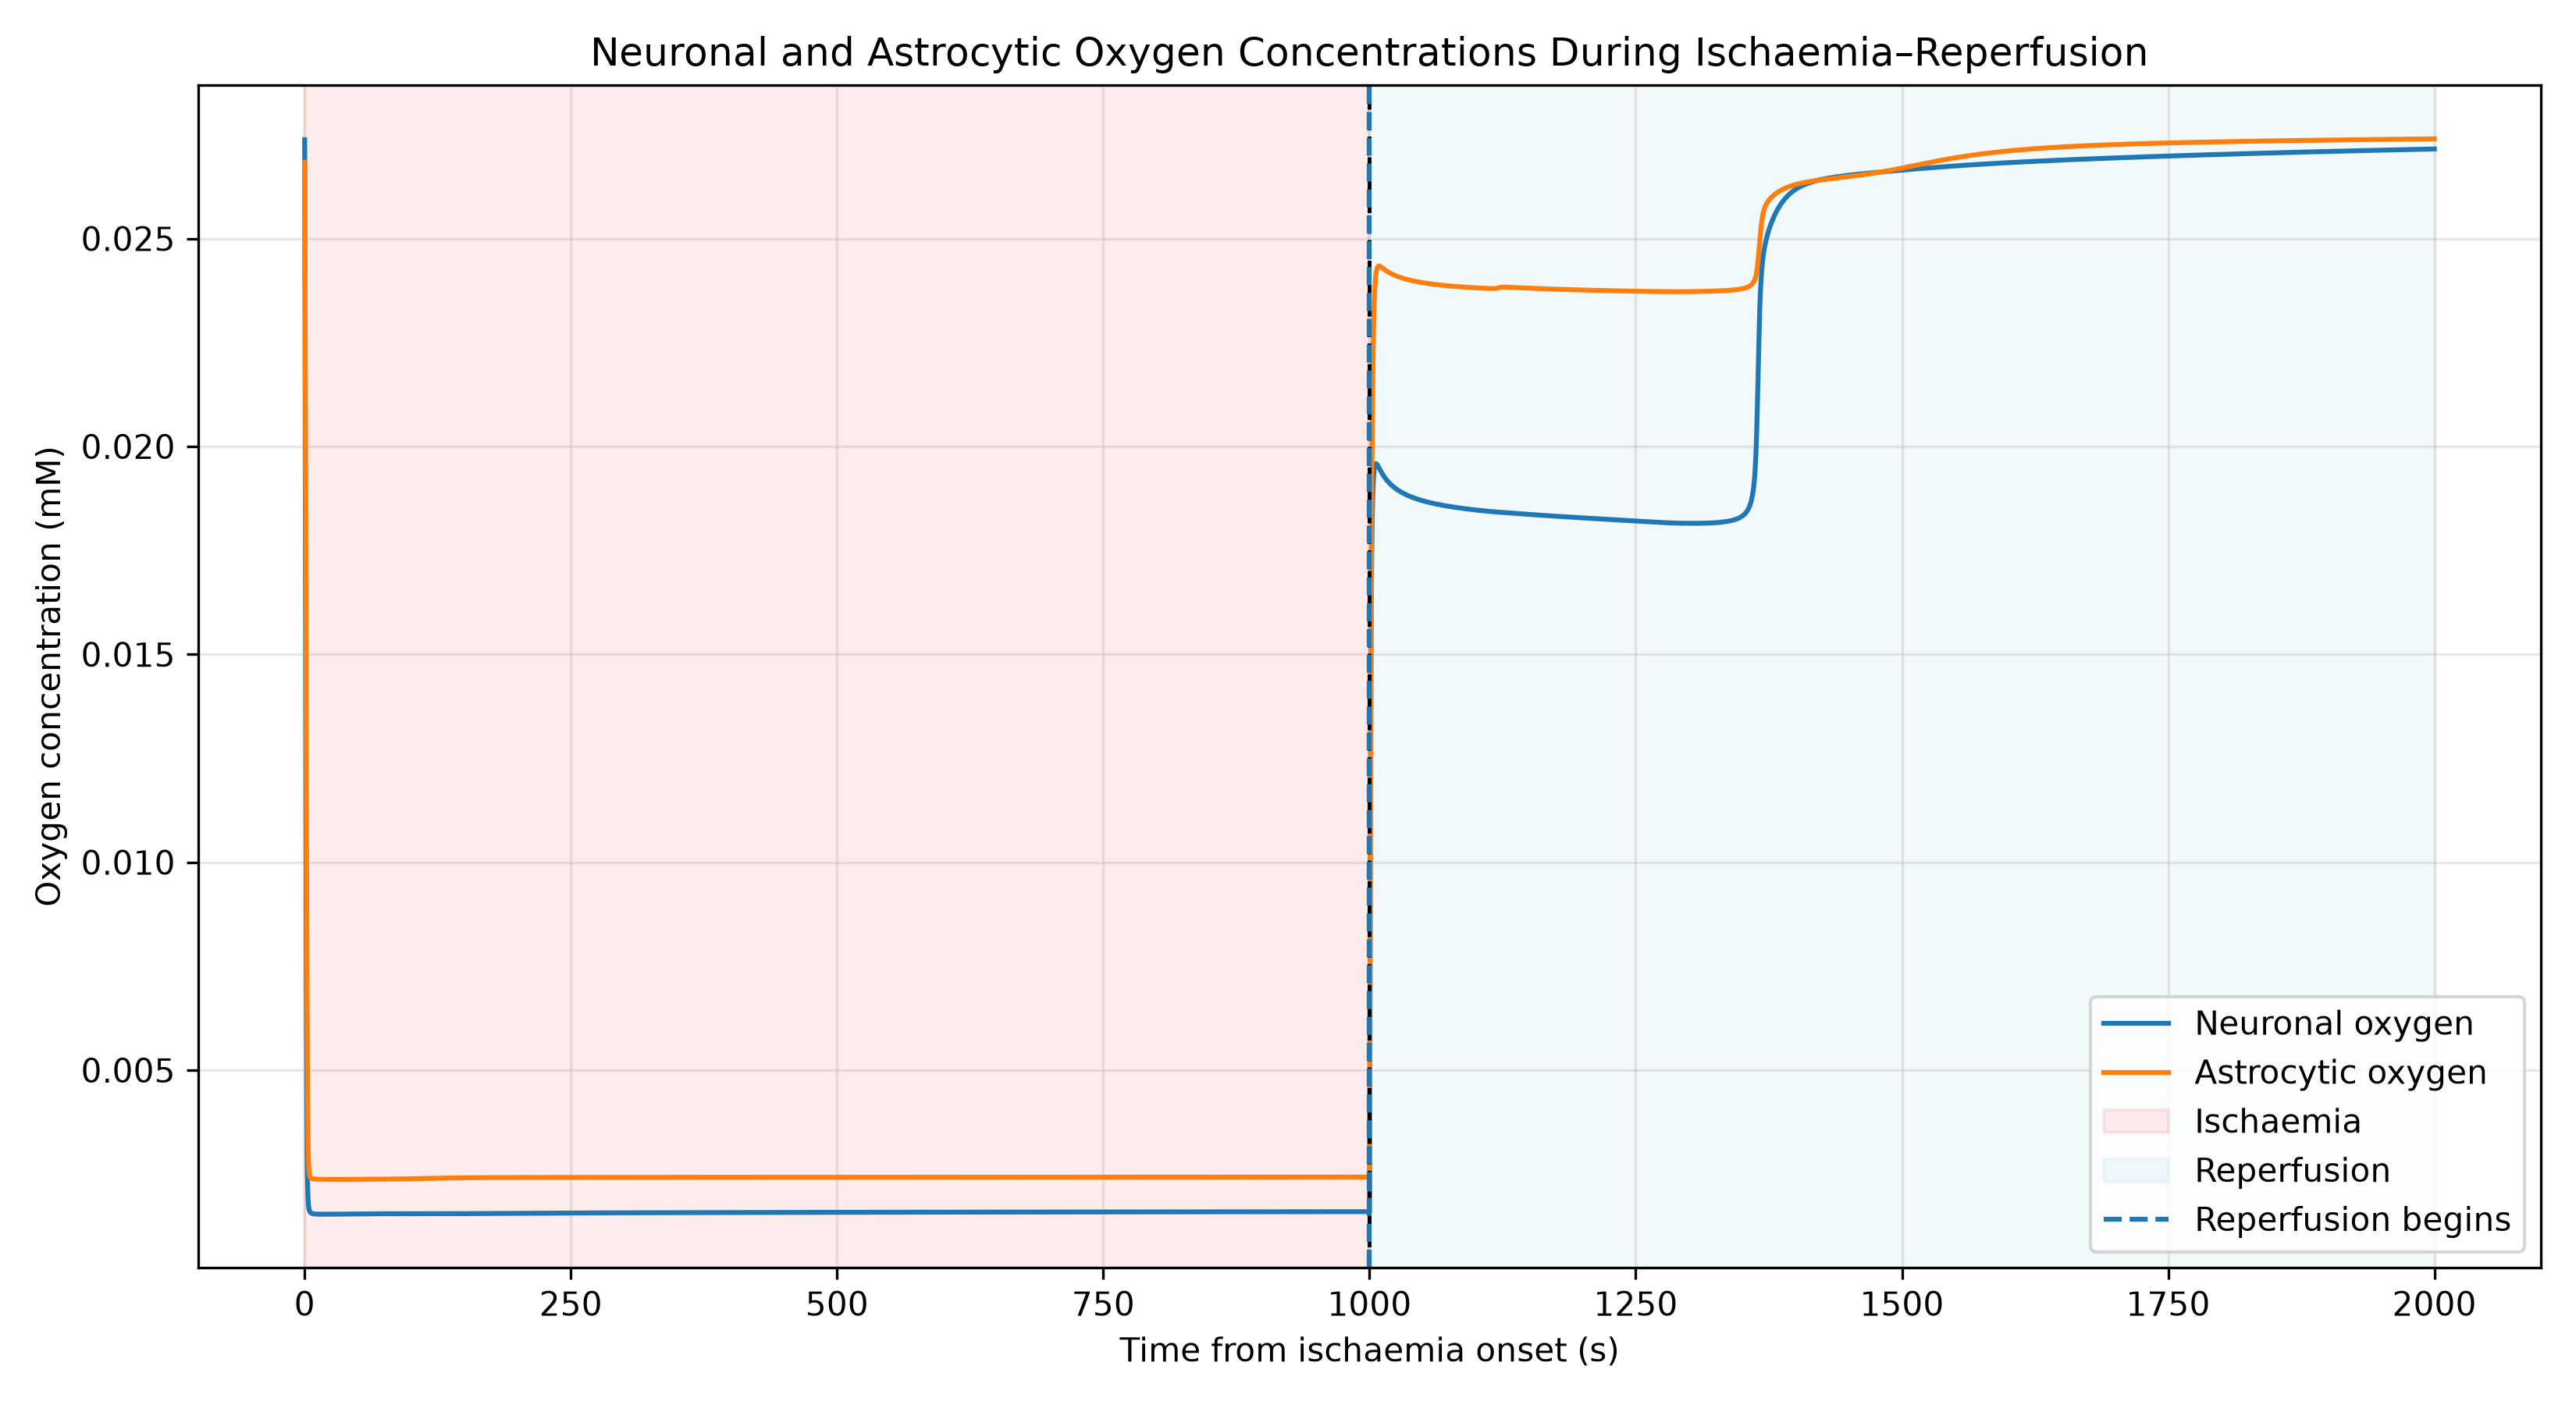 Neuronal and Astrocytic Oxygen Concentrations During Ischaemia–Reperfusion
Oxygen concentration (mM)
0.025
0.020
0.015
0.010
0.005
0
250
500
750
1000
1250
1500
1750
2000
Time from ischaemia onset (s)
Neuronal oxygen
Astrocytic oxygen
Ischaemia
Reperfusion
Reperfusion begins